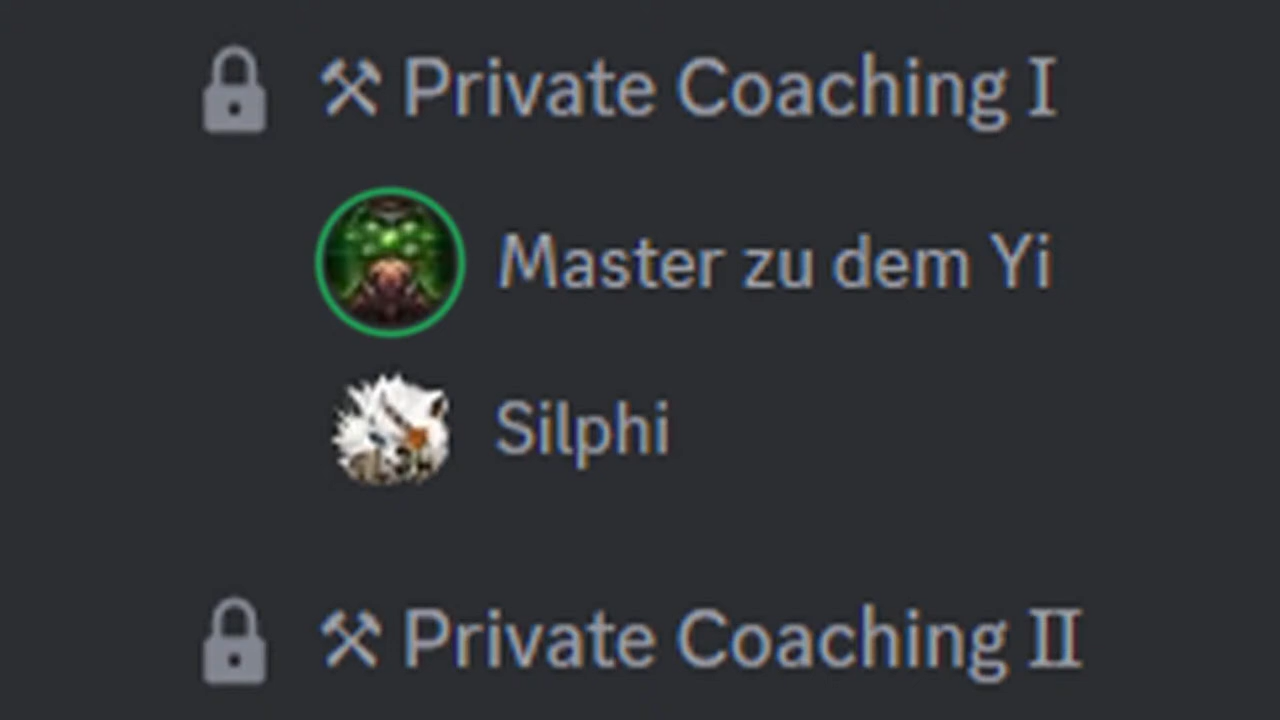 ⚒ Private Coaching I
Master zu dem Yi
Silphi
⚒ Private Coaching II